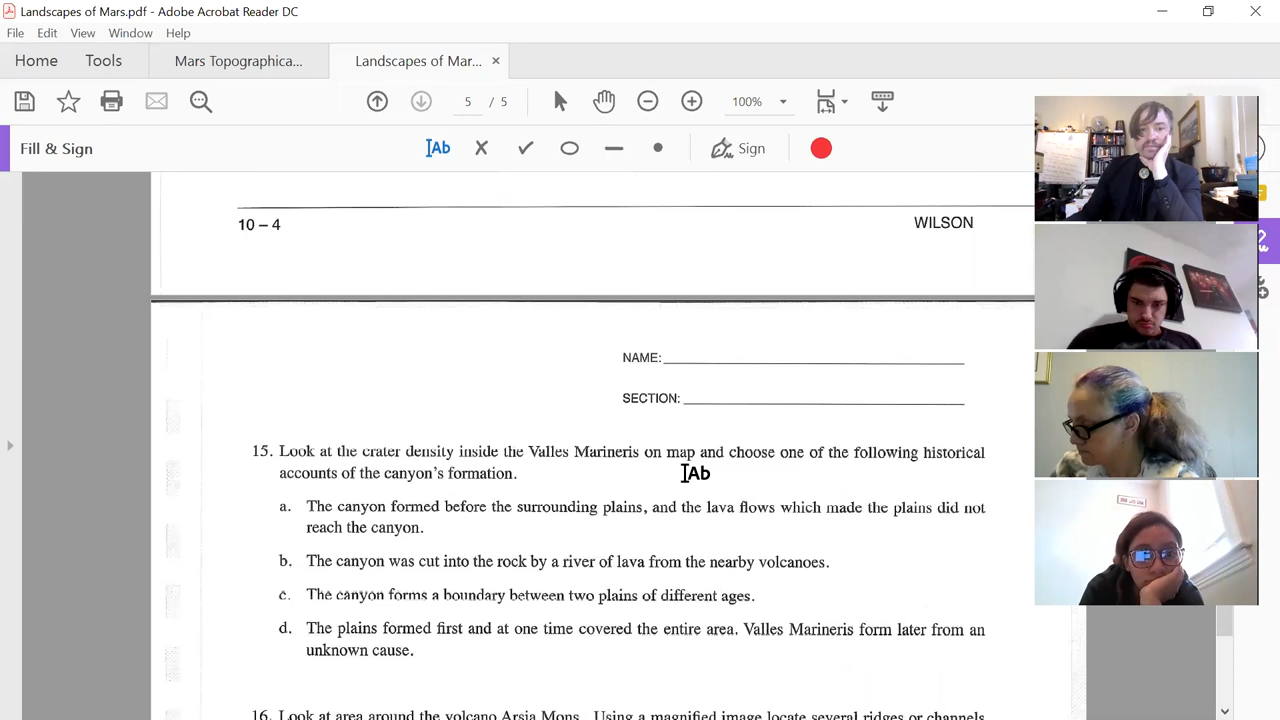 Landscapes of Mars.pdf - Adobe Acrobat Reader DC
File Edit View Window Help
Home Tools Mars Topographica... Landscapes of Mar... ×
5 / 5 100%
Fill & Sign IAb Sign
10 – 4 WILSON
NAME:
SECTION:
15. Look at the crater density inside the Valles Marineris on map and choose one of the following historical
accounts of the canyon's formation.
IAb
a. The canyon formed before the surrounding plains, and the lava flows which made the plains did not
reach the canyon.
b. The canyon was cut into the rock by a river of lava from the nearby volcanoes.
c. The canyon forms a boundary between two plains of different ages.
d. The plains formed first and at one time covered the entire area. Valles Marineris form later from an
unknown cause.
16. Look at area around the volcano Arsia Mons. Using a magnified image locate several ridges or channels